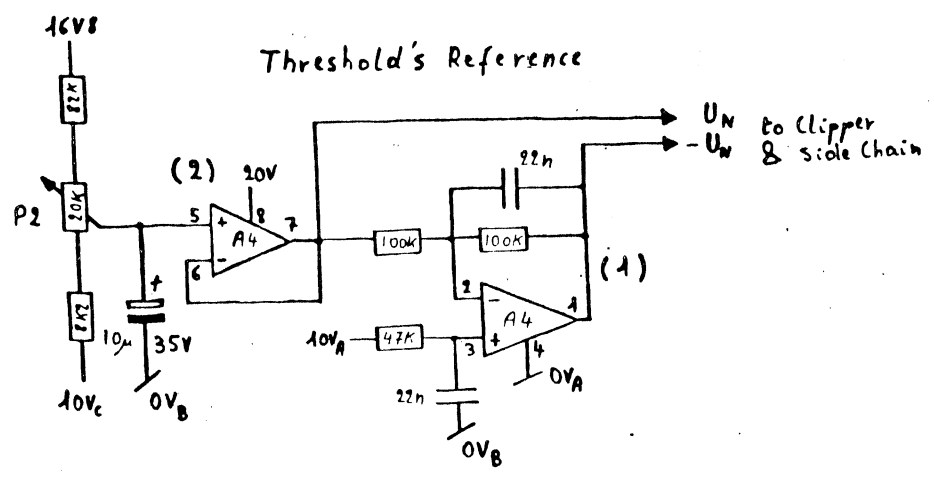 16V8
Threshold's Reference
82K
U_N to Clipper
-U_N & Side Chain
22n
(2)
20V
P2
20K
5
+
8
7
A4
-
6
100K
100K
(1)
+
2
-
1
A4
8K2
10µ
35V
10V_A
47K
3
+
4
0V_A
10V_C
0V_B
22n
0V_B